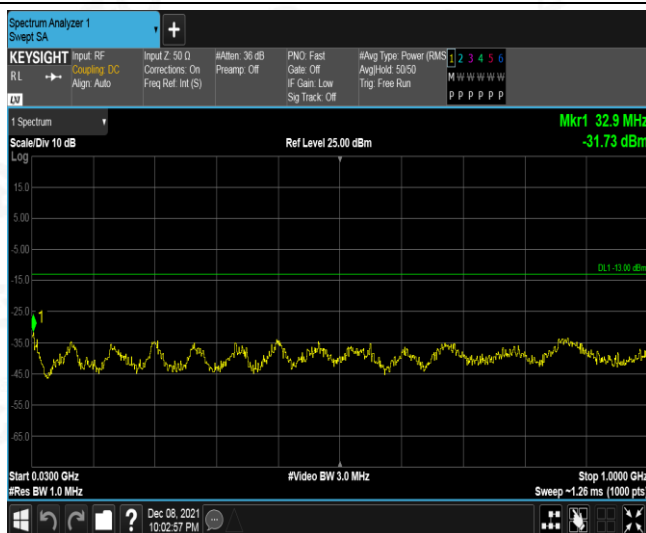 Spectrum Analyzer 1
Swept SA
+
KEYSIGHT
RL
LXI
Input: RF
Coupling: DC
Align: Auto
Input Z: 50 Ω
Corrections: On
Freq Ref: Int (S)
#Atten: 36 dB
Preamp: Off
PNO: Fast
Gate: Off
IF Gain: Low
Sig Track: Off
#Avg Type: Power (RMS
Avg|Hold: 50/50
Trig: Free Run
1 2 3 4 5 6
M W W W W W
P P P P P P
1 Spectrum
Scale/Div 10 dB
Ref Level 25.00 dBm
Mkr1 32.9 MHz
-31.73 dBm
Log
15.0
5.00
-5.00
DL1 -13.00 dBm
-15.0
-25.0
1
-35.0
-45.0
-55.0
-65.0
Start 0.0300 GHz
#Video BW 3.0 MHz
Stop 1.0000 GHz
#Res BW 1.0 MHz
Sweep ~1.26 ms (1000 pts)
?
Dec 08, 2021
10:02:57 PM